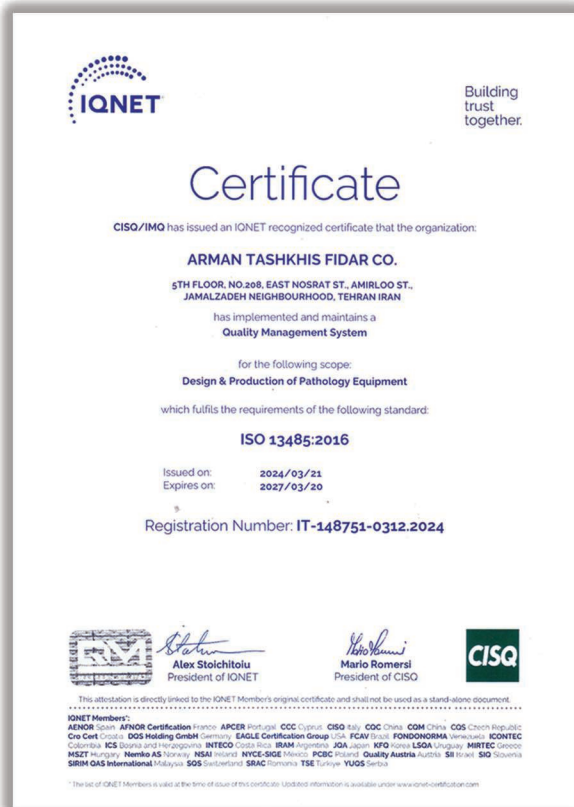 IQNET
Building
trust
together.
Certificate
CISQ/IMQ has issued an IQNET recognized certificate that the organization:
ARMAN TASHKHIS FIDAR CO.
5TH FLOOR, NO.208, EAST NOSRAT ST., AMIRLOO ST.,
JAMALZADEH NEIGHBOURHOOD, TEHRAN IRAN
has implemented and maintains a
Quality Management System
for the following scope:
Design & Production of Pathology Equipment
which fulfils the requirements of the following standard:
ISO 13485:2016
Issued on: 2024/03/21
Expires on: 2027/03/20
Registration Number: IT-148751-0312.2024
Alex Stoichitoiu
President of IQNET
Mario Romersi
President of CISQ
CISQ
This attestation is directly linked to the IQNET Member's original certificate and shall not be used as a stand-alone document.
IQNET Members*:
AENOR Spain AFNOR Certification France APCER Portugal CCC Cyprus CISQ Italy CQC China CQM China CQS Czech Republic
Cro Cert Croatia DQS Holding GmbH Germany EAGLE Certification Group USA FCAV Brazil FONDONORMA Venezuela ICONTEC
Colombia ICS Bosnia and Herzegovina INTECO Costa Rica IRAM Argentina JQA Japan KFQ Korea LSQA Uruguay MIRTEC Greece
MSZT Hungary Nemko AS Norway NSAI Ireland NYCE-SIGE Mexico PCBC Poland Quality Austria Austria SII Israel SIQ Slovenia
SIRIM QAS International Malaysia SQS Switzerland SRAC Romania TSE Türkiye YUQS Serbia
* The list of IQNET Members is valid at the time of issue of this certificate. Updated information is available under www.iqnet-certification.com